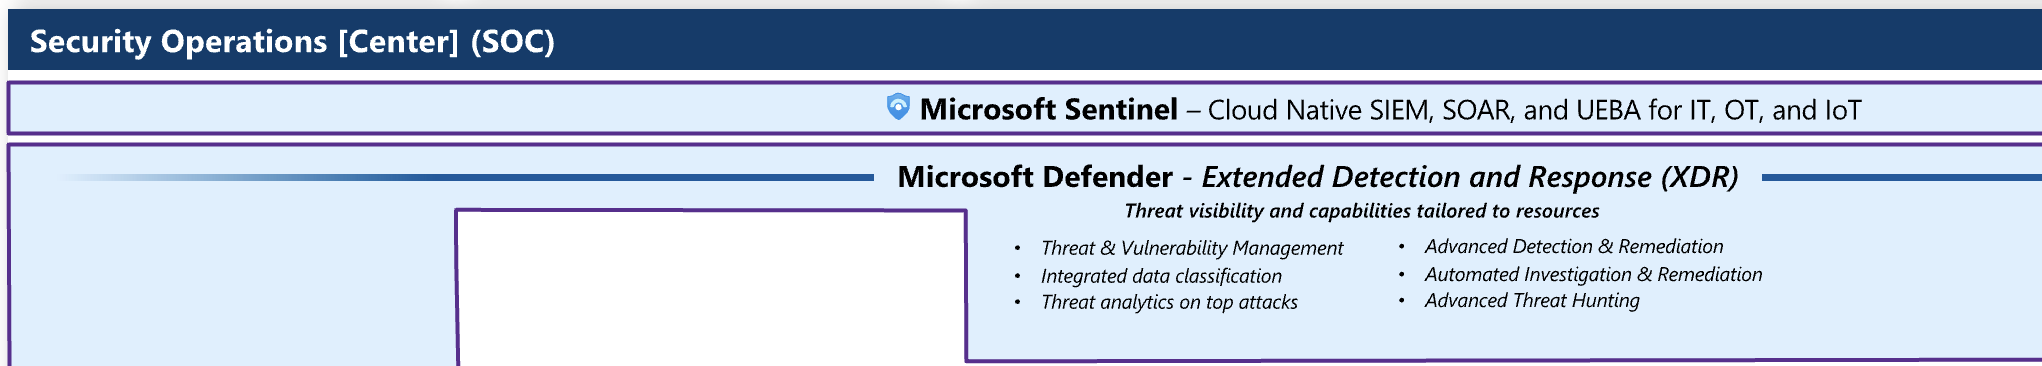 Security Operations [Center] (SOC)
Microsoft Sentinel – Cloud Native SIEM, SOAR, and UEBA for IT, OT, and IoT
Microsoft Defender - Extended Detection and Response (XDR)
Threat visibility and capabilities tailored to resources
• Threat & Vulnerability Management
• Integrated data classification
• Threat analytics on top attacks
• Advanced Detection & Remediation
• Automated Investigation & Remediation
• Advanced Threat Hunting